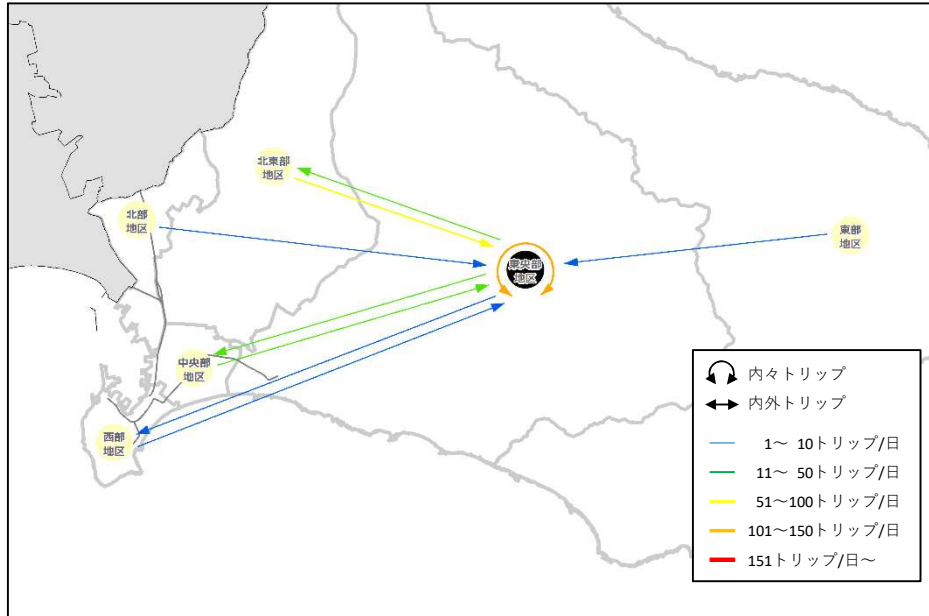 北東部
地区
北部
地区
東部
地区
東央部
地区
中央部
地区
西部
地区
内々トリップ
内外トリップ
1～ 10トリップ/日
11～ 50トリップ/日
51～100トリップ/日
101～150トリップ/日
151トリップ/日～